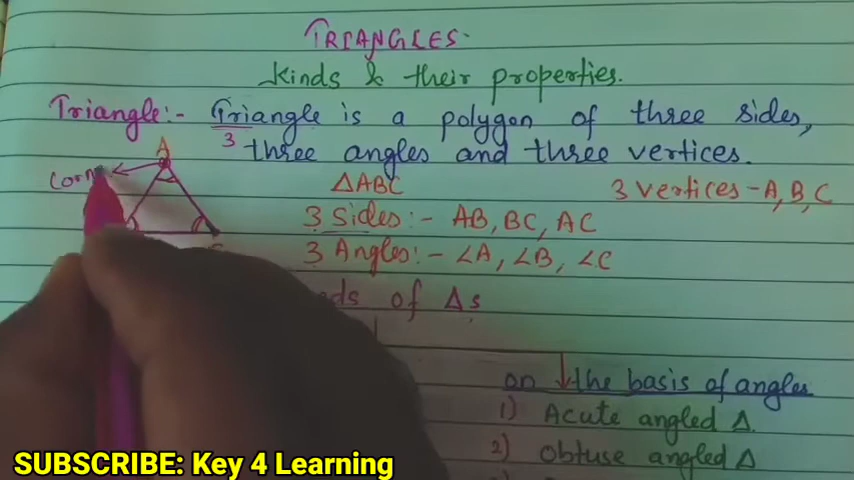 TRIANGLES.
Kinds & their properties.
Triangle:- Triangle is a polygon of three sides,
3 three angles and three vertices.
A
Corn
△ABC 3 vertices - A, B, C
3 Sides:- AB, BC, AC
3 Angles:- ∠A, ∠B, ∠C
of △s
on the basis of angles
1) Acute angled △.
2) Obtuse angled △
SUBSCRIBE: Key 4 Learning